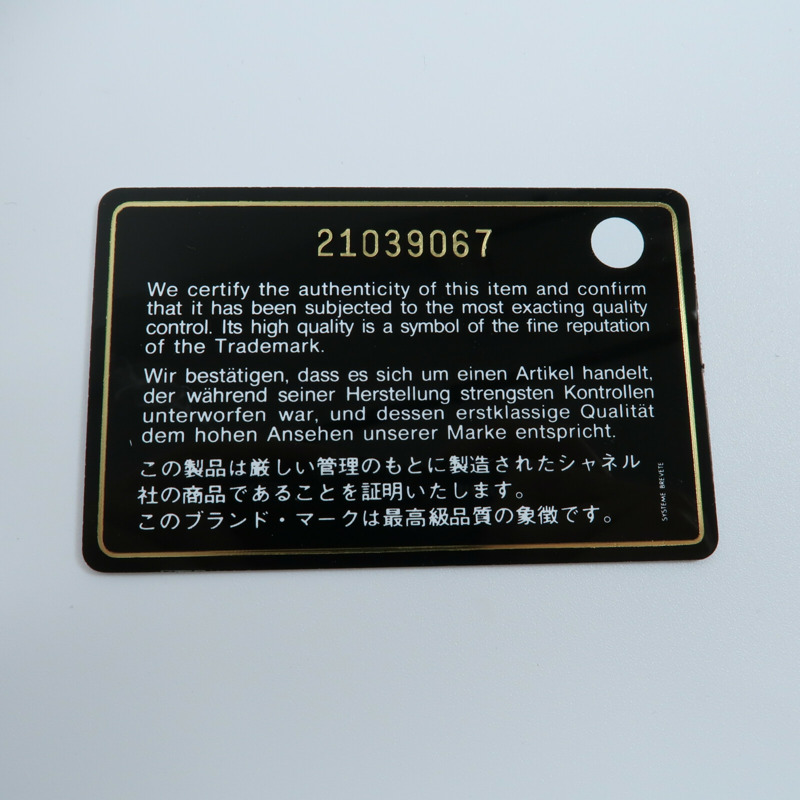 21039067
We certify the authenticity of this item and confirm
that it has been subjected to the most exacting quality
control. Its high quality is a symbol of the fine reputation
of the Trademark.
Wir bestätigen, dass es sich um einen Artikel handelt,
der während seiner Herstellung strengsten Kontrollen
unterworfen war, und dessen erstklassige Qualität
dem hohen Ansehen unserer Marke entspricht.
この製品は厳しい管理のもとに製造されたシャネル
社の商品であることを証明いたします。
このブランド・マークは最高級品質の象徴です。
SYSTEME BREVETE